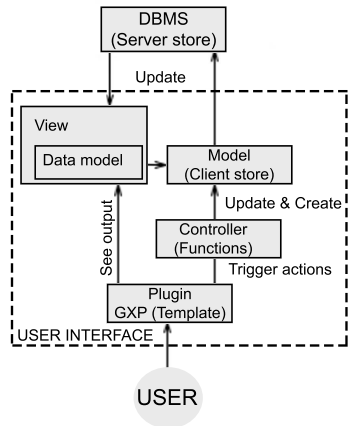 DBMS
(Server store)
Update
View
Data model
Model
(Client store)
Update & Create
See output
Controller
(Functions)
Trigger actions
Plugin
GXP (Template)
USER INTERFACE
USER